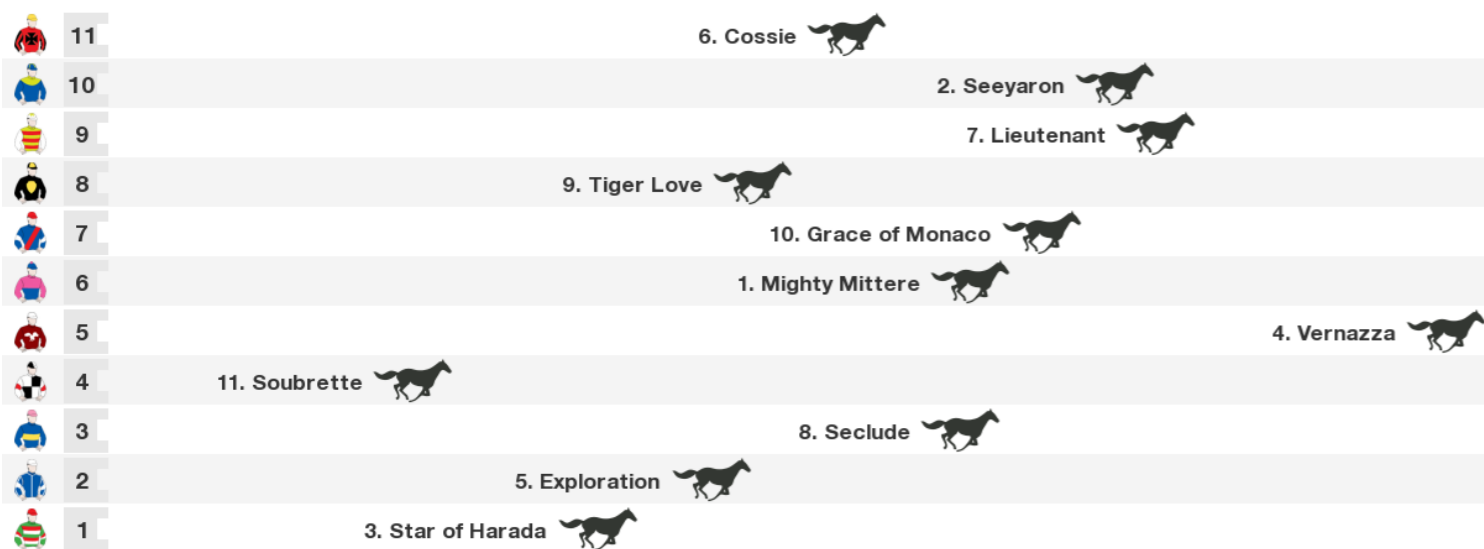 11 6. Cossie
10 2. Seeyaron
9 7. Lieutenant
8 9. Tiger Love
7 10. Grace of Monaco
6 1. Mighty Mittere
5 4. Vernazza
4 11. Soubrette
3 8. Seclude
2 5. Exploration
1 3. Star of Harada